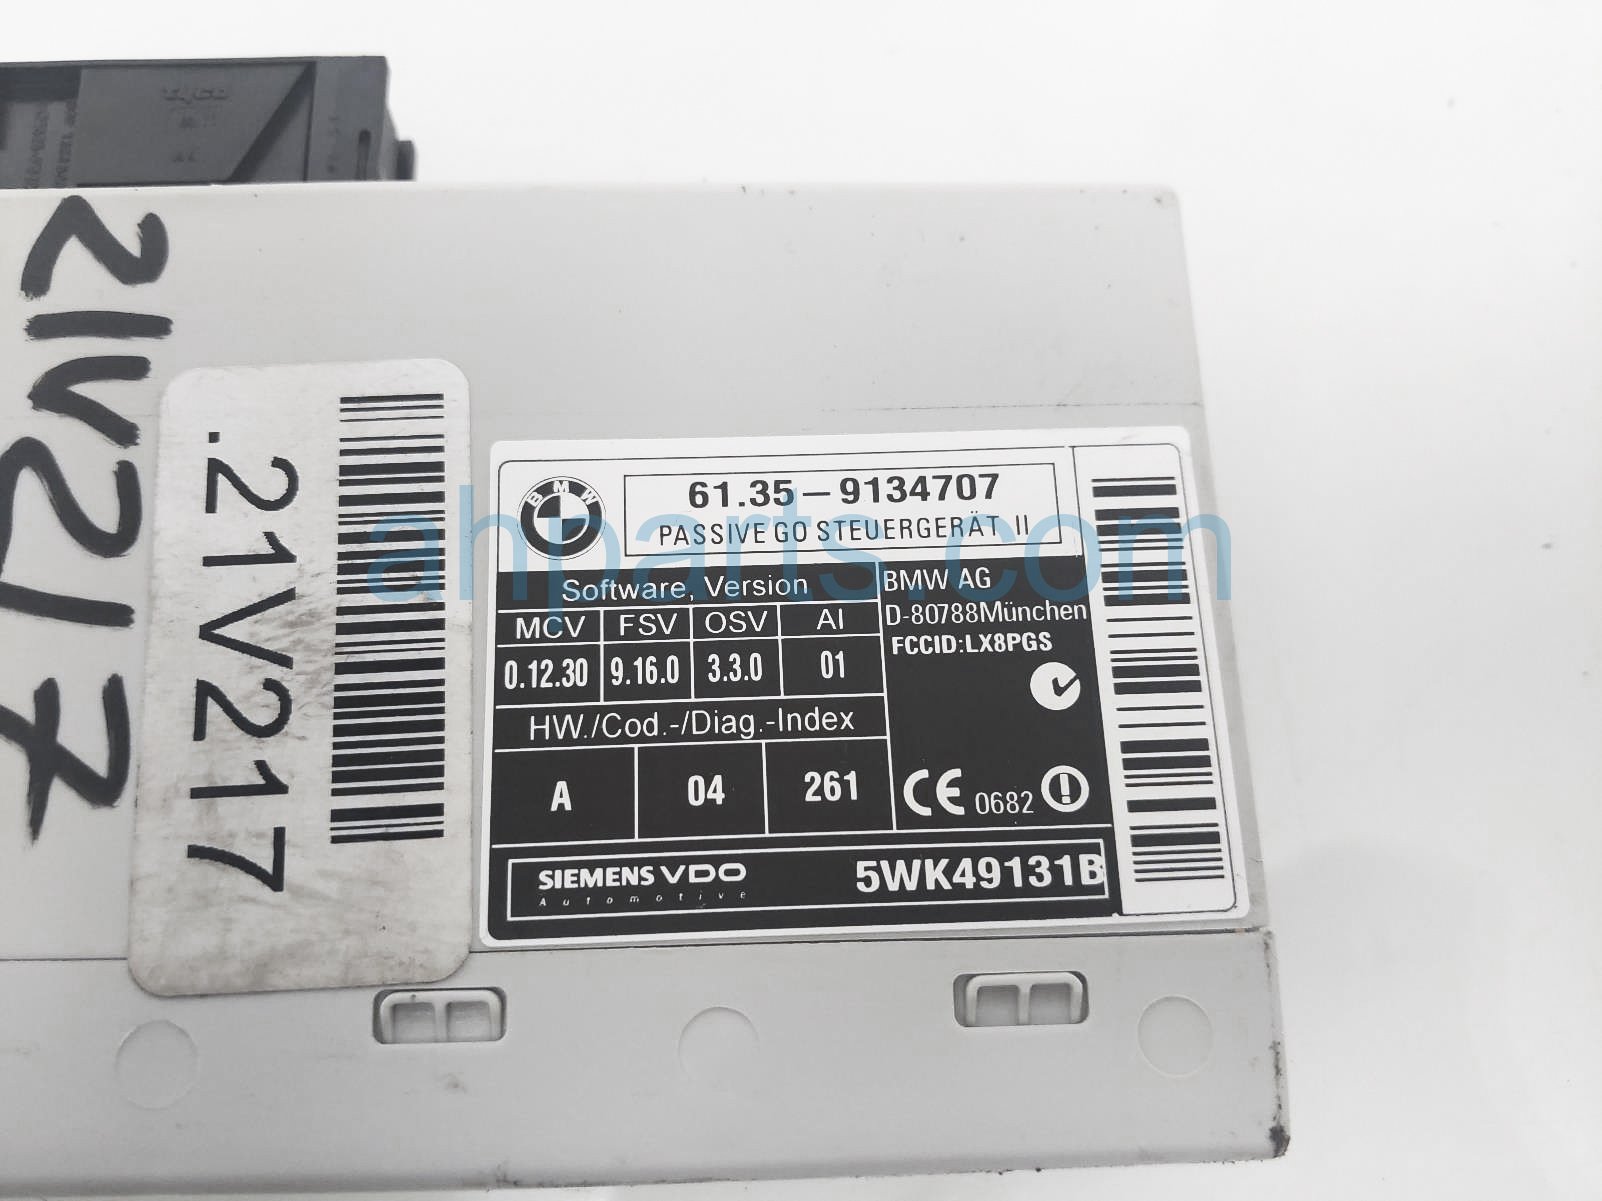 tyco
21V217
.21V217
BMW
61.35-9134707
PASSIVE GO STEUERGERÄT II
Software, Version
MCV FSV OSV AI
0.12.30 9.16.0 3.3.0 01
HW./Cod.-/Diag.-Index
A 04 261
BMW AG
D-80788München
FCCID:LX8PGS
CE 0682
SIEMENS VDO
Automotive
5WK49131B
ahparts.com